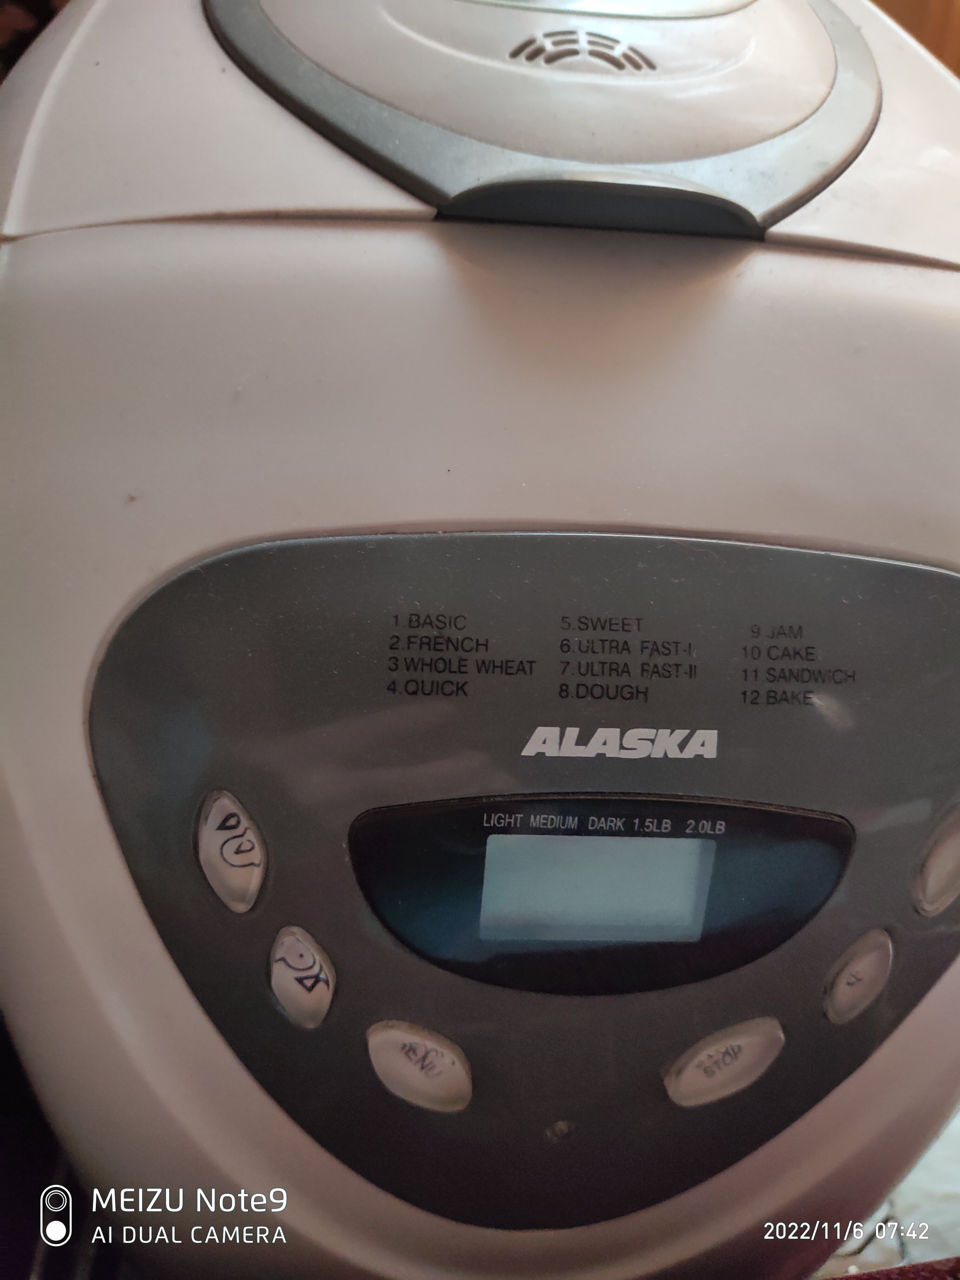 1.BASIC
2.FRENCH
3 WHOLE WHEAT
4.QUICK
5.SWEET
6.ULTRA FAST-I
7.ULTRA FAST-II
8.DOUGH
9 JAM
10 CAKE
11 SANDWICH
12 BAKE
ALASKA
LIGHT MEDIUM DARK 1.5LB 2.0LB
MENU
MEIZU Note9
AI DUAL CAMERA
2022/11/6 07:42